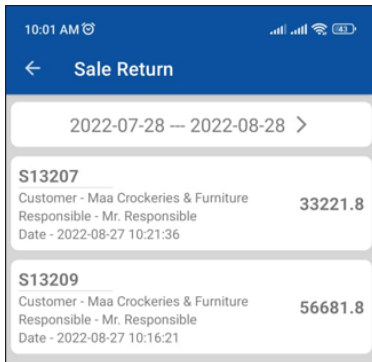 10:01 AM
43
Sale Return
2022-07-28 --- 2022-08-28 >
S13207
Customer - Maa Crockeries & Furniture
Responsible - Mr. Responsible
33221.8
Date - 2022-08-27 10:21:36
S13209
Customer - Maa Crockeries & Furniture
Responsible - Mr. Responsible
56681.8
Date - 2022-08-27 10:16:21